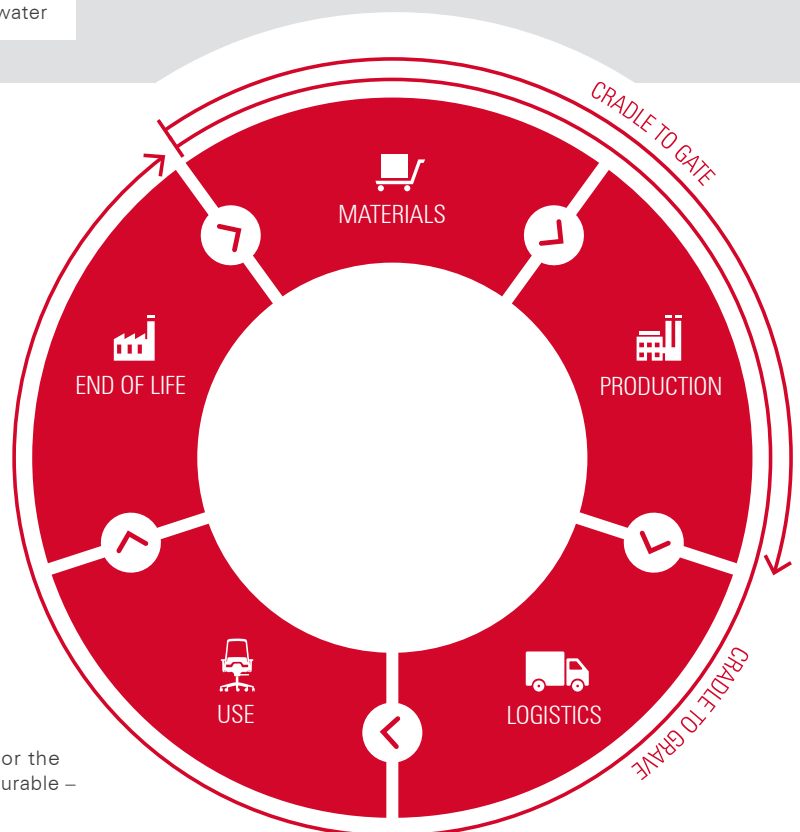 water
CRADLE TO GATE
MATERIALS
END OF LIFE
PRODUCTION
USE
LOGISTICS
CRADLE TO GRAVE
or the
urable –